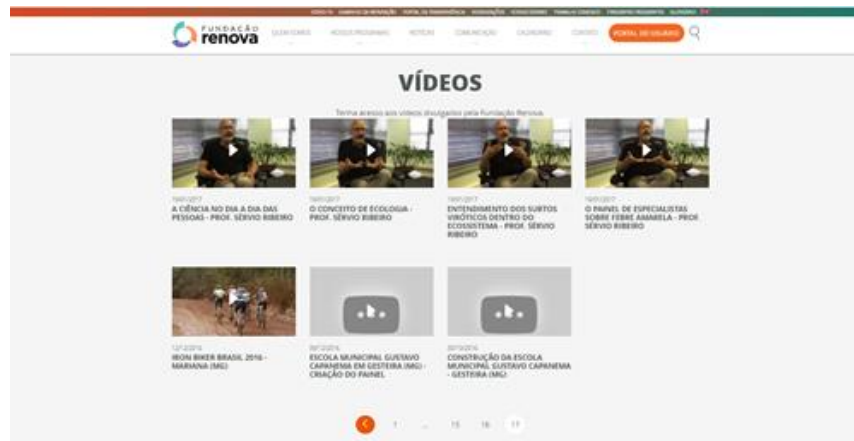 FUNDAÇÃO
renova
QUEM SOMOS NOSSOS PROGRAMAS NOTÍCIAS COMUNICAÇÃO CALENDÁRIO CONTATO PORTAL DO USUÁRIO
VÍDEOS
Tenha acesso aos vídeos divulgados pela Fundação Renova.
A CIÊNCIA NO DIA A DIA DAS
PESSOAS - PROF. SÉRVIO RIBEIRO
O CONCEITO DE ECOLOGIA -
PROF. SÉRVIO RIBEIRO
ENTENDIMENTO DOS SURTOS
VIRÓTICOS DENTRO DO
ECOSSISTEMA - PROF. SÉRVIO
RIBEIRO
O PAINEL DE ESPECIALISTAS
SOBRE FEBRE AMARELA - PROF.
SÉRVIO RIBEIRO
IRON BIKER BRASIL 2016 -
MARIANA (MG)
ESCOLA MUNICIPAL GUSTAVO
CAPANEMA EM GESTEIRA (MG) -
CRIAÇÃO DO PAINEL
CONSTRUÇÃO DA ESCOLA
MUNICIPAL GUSTAVO CAPANEMA
- GESTEIRA (MG)
1 ... 15 16 17